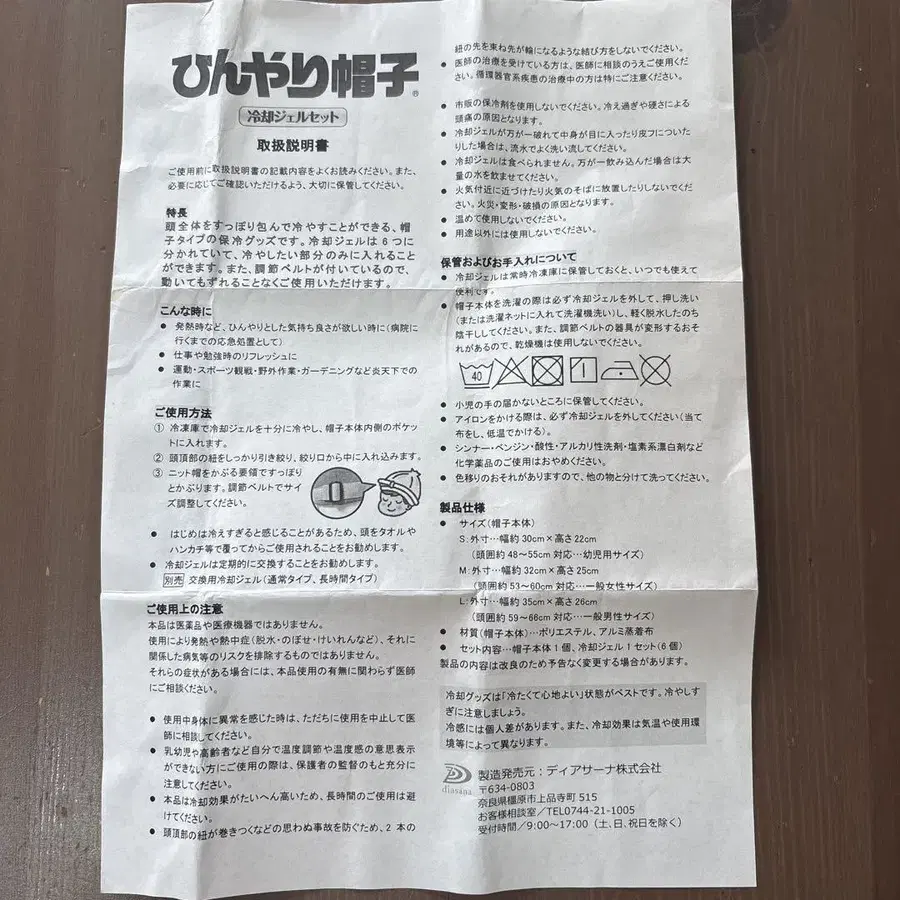 ひんやり帽子®
冷却ジェルセット
取扱説明書
ご使用前に取扱説明書の記載内容をよくお読みください。また、
必要に応じてご確認いただけるよう、大切に保管してください。
特長
頭全体をすっぽり包んで冷やすことができる、帽
子タイプの保冷グッズです。冷却ジェルは6つに
分かれていて、冷やしたい部分のみに入れること
ができます。また、調節ベルトが付いているので、
動いてもずれることなくご使用いただけます。
こんな時に
● 発熱時など、ひんやりとした気持ち良さが欲しい時に(病院に
行くまでの応急処置として)
● 仕事や勉強時のリフレッシュに
● 運動・スポーツ観戦・野外作業・ガーデニングなど炎天下での
作業に
ご使用方法
① 冷凍庫で冷却ジェルを十分に冷やし、帽子本体内側のポケッ
トに入れます。
② 頭頂部の紐をしっかり引き絞り、絞り口から中に入れ込みます。
③ ニット帽をかぶる要領ですっぽり
とかぶります。調節ベルトでサイ
ズ調整してください。
● はじめは冷えすぎると感じることがあるため、頭をタオルや
ハンカチ等で覆ってからご使用されることをお勧めします。
● 冷却ジェルは定期的に交換することをお勧めします。
別売 交換用冷却ジェル(通常タイプ、長時間タイプ)
ご使用上の注意
本品は医薬品や医療機器ではありません。
使用により発熱や熱中症(脱水・のぼせ・けいれんなど)、それに
関係した病気等のリスクを排除するものではありません。
それらの症状がある場合には、本品使用の有無に関わらず医師
にご相談ください。
● 使用中身体に異常を感じた時は、ただちに使用を中止して医
師に相談してください。
● 乳幼児や高齢者など自分で温度調節や温度感の意思表示
ができない方にご使用の際は、保護者の監督のもと充分に
注意してください。
● 本品は冷却効果がたいへん高いため、長時間のご使用は避
けてください。
● 頭頂部の紐が巻きつくなどの思わぬ事故を防ぐため、2本の
紐の先を束ね先が輪になるような結び方をしないでください。
● 医師の治療を受けている方は、医師に相談のうえご使用くだ
さい。循環器官系疾患の治療中の方は特にご注意ください。
● 市販の保冷剤を使用しないでください。冷え過ぎや硬さによる
頭痛の原因となります。
● 冷却ジェルが万が一破れて中身が目に入ったり皮フについた
りした場合は、流水でよく洗い流してください。
● 冷却ジェルは食べられません。万が一飲み込んだ場合は大
量の水を飲ませてください。
● 火気付近に近づけたり火気のそばに放置したりしないでくだ
さい。火災・変形・破損の原因となります。
● 温めて使用しないでください。
● 用途以外には使用しないでください。
保管およびお手入れについて
● 冷却ジェルは常時冷凍庫に保管しておくと、いつでも使えて
便利です。
● 帽子本体を洗濯の際は必ず冷却ジェルを外して、押し洗い
(または洗濯ネットに入れて洗濯機洗い)し、軽く脱水したのち
陰干ししてください。また、調節ベルトの器具が変形するおそ
れがあるので、乾燥機は使用しないでください。
40
● 小児の手の届かないところに保管してください。
● アイロンをかける際は、必ず冷却ジェルを外してください(当て
布をし、低温でかける)。
● シンナー・ベンジン・酸性・アルカリ性洗剤・塩素系漂白剤など
化学薬品のご使用はおやめください。
● 色移りのおそれがありますので、他の物と分けて洗ってください。
製品仕様
● サイズ(帽子本体)
S:外寸…幅約30cm×高さ22cm
(頭囲約48～55cm 対応…幼児用サイズ)
M:外寸…幅約32cm×高さ25cm
(頭囲約53～60cm 対応…一般女性サイズ)
L:外寸…幅約35cm×高さ26cm
(頭囲約59～66cm 対応…一般男性サイズ)
● 材質(帽子本体)…ポリエステル、アルミ蒸着布
● セット内容…帽子本体1個、冷却ジェル1セット(6個)
製品の内容は改良のため予告なく変更する場合があります。
冷却グッズは「冷たくて心地よい」状態がベストです。冷やしす
ぎに注意しましょう。
冷感には個人差があります。また、冷却効果は気温や使用環
境等によって異なります。
diasana
製造発売元:ディアサーナ株式会社
〒634-0803
奈良県橿原市上品寺町515
お客様相談室/TEL0744-21-1005
受付時間/9:00～17:00(土、日、祝日を除く)